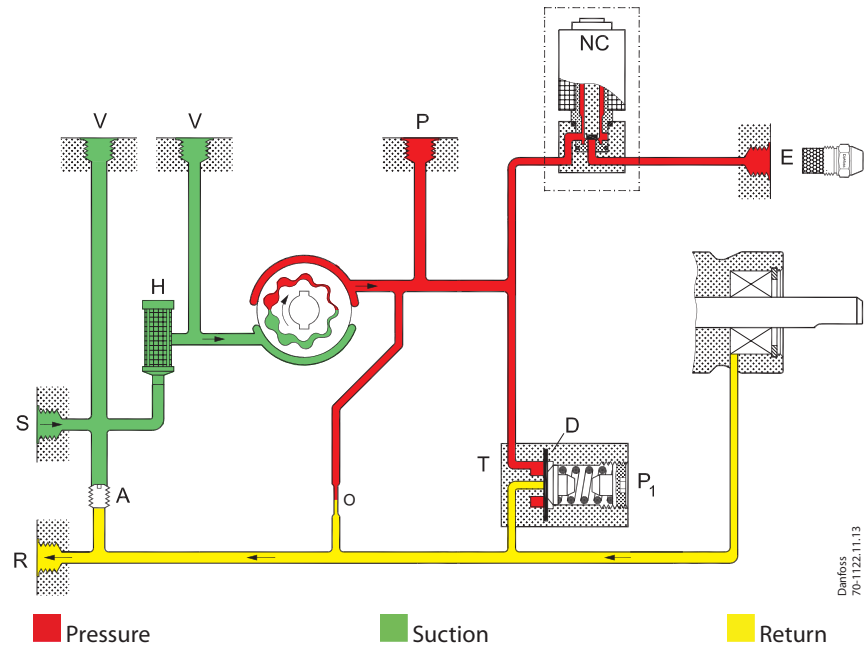 NC
V
V
P
E
H
S
D
T
P1
A
O
R
Danfoss
70-1122.11.13
Pressure
Suction
Return